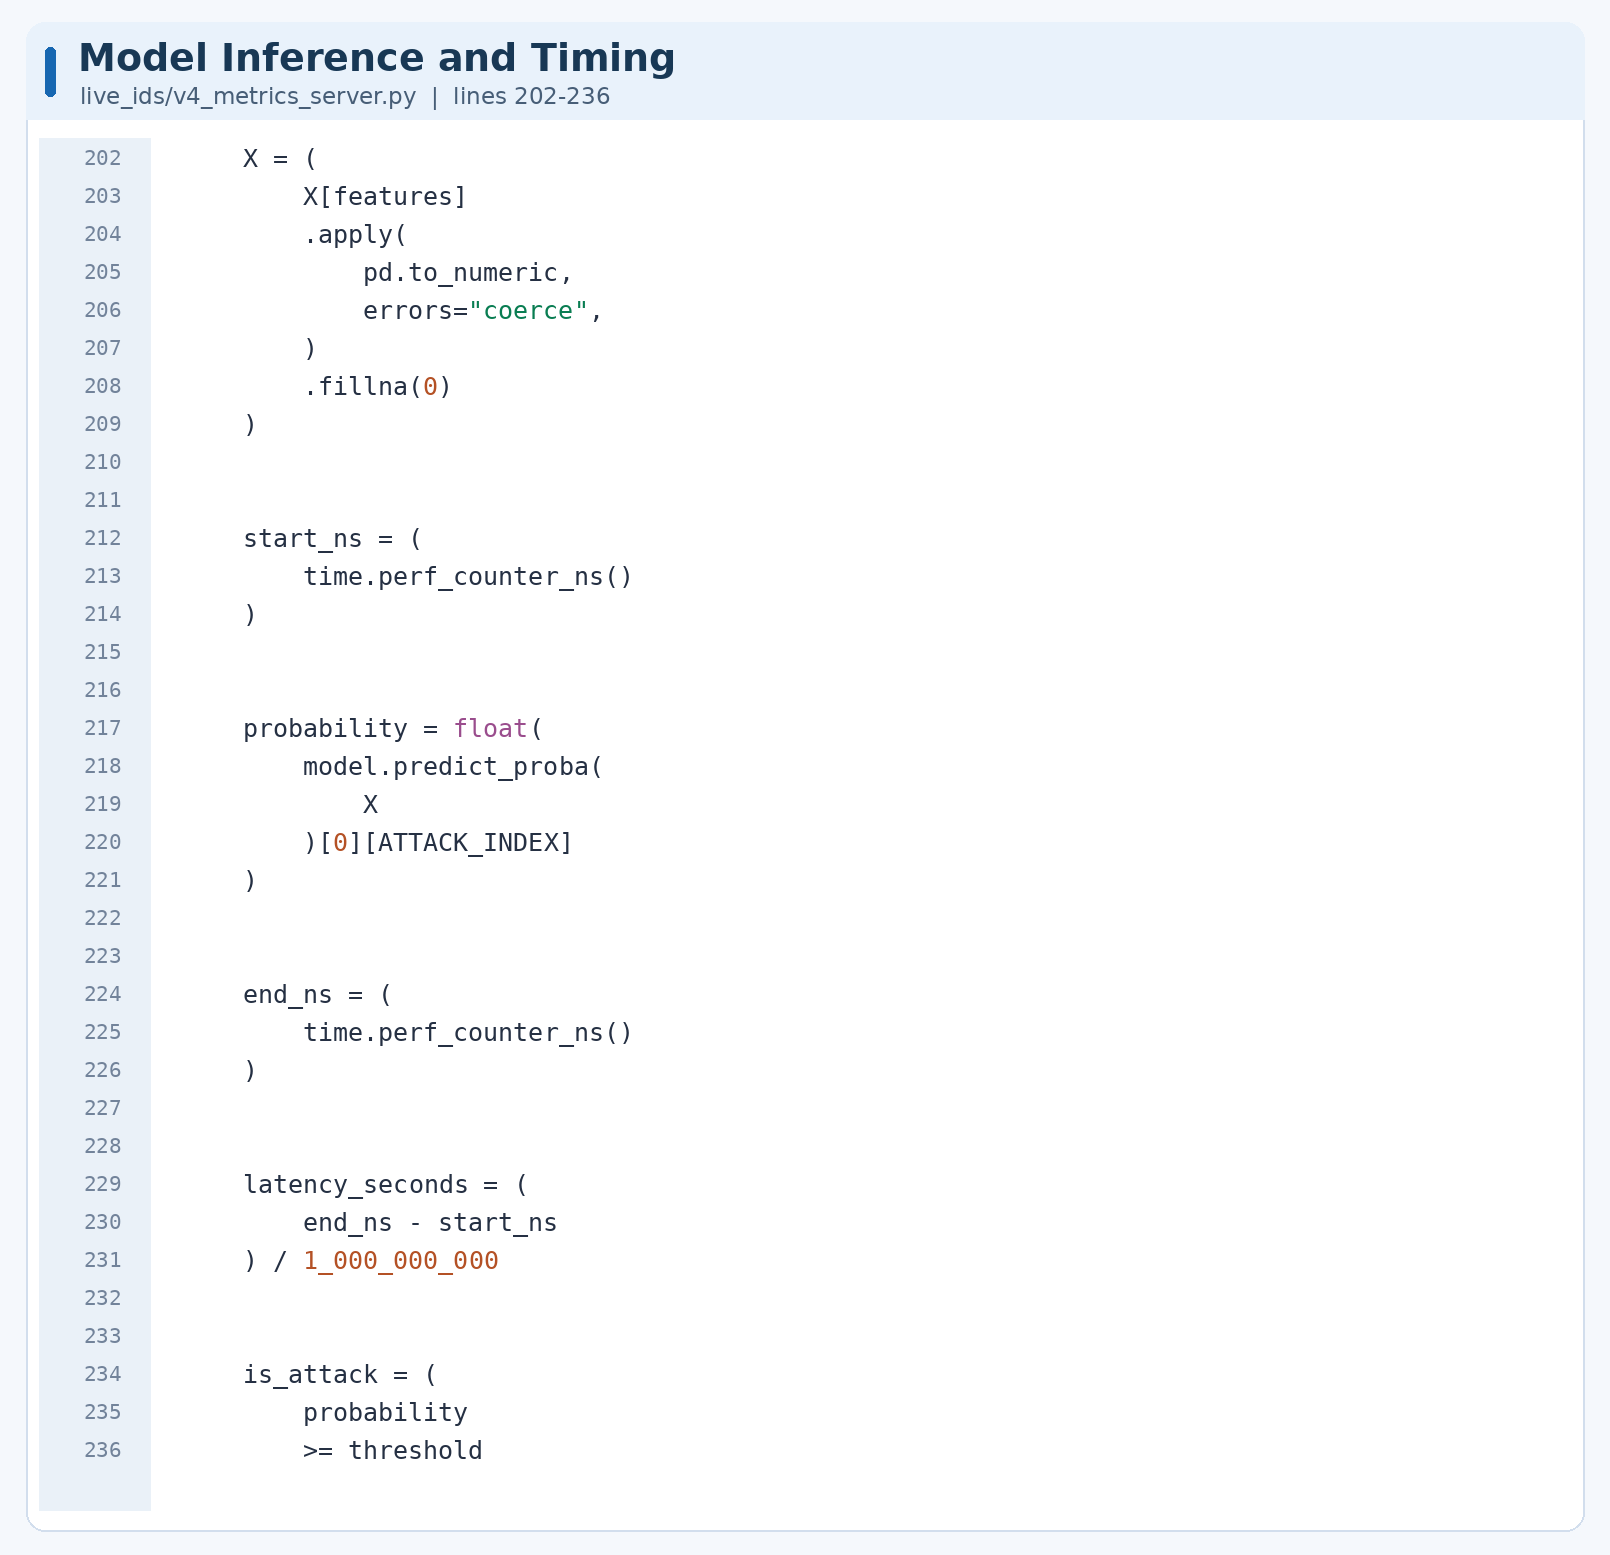 Model Inference and Timing
live_ids/v4_metrics_server.py | lines 202-236
202 X = (
203 X[features]
204 .apply(
205 pd.to_numeric,
206 errors="coerce",
207 )
208 .fillna(0)
209 )
210
211
212 start_ns = (
213 time.perf_counter_ns()
214 )
215
216
217 probability = float(
218 model.predict_proba(
219 X
220 )[0][ATTACK_INDEX]
221 )
222
223
224 end_ns = (
225 time.perf_counter_ns()
226 )
227
228
229 latency_seconds = (
230 end_ns - start_ns
231 ) / 1_000_000_000
232
233
234 is_attack = (
235 probability
236 >= threshold